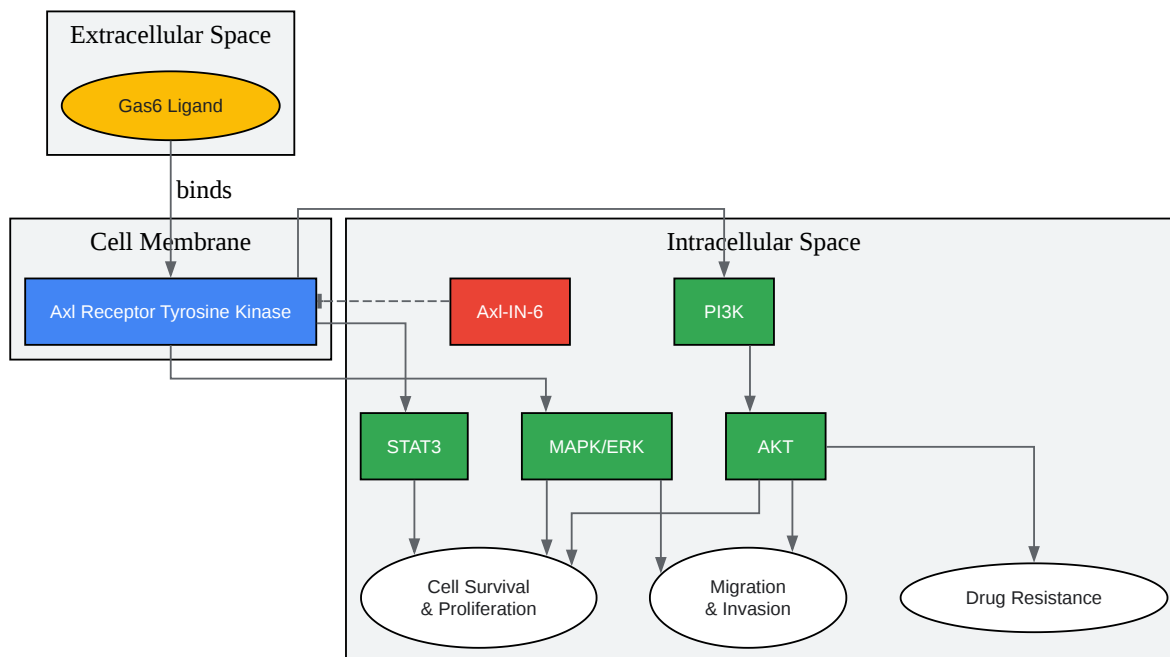 Extracellular Space
Gas6 Ligand
binds
Cell Membrane
Intracellular Space
Axl Receptor Tyrosine Kinase
Axl-IN-6
PI3K
STAT3
MAPK/ERK
AKT
Cell Survival
& Proliferation
Migration
& Invasion
Drug Resistance